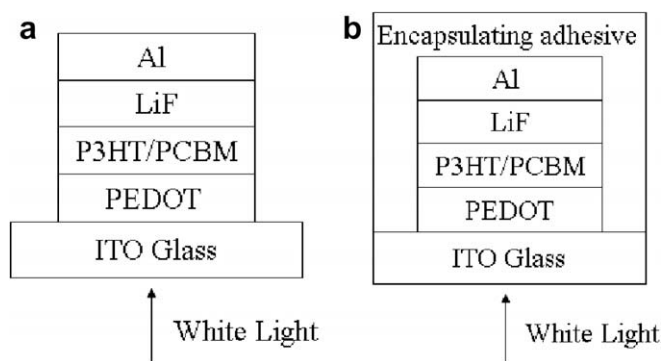 a
Al
LiF
P3HT/PCBM
PEDOT
ITO Glass
White Light
b
Encapsulating adhesive
Al
LiF
P3HT/PCBM
PEDOT
ITO Glass
White Light